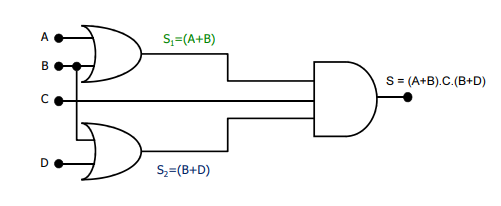 A
S₁=(A+B)
B
S = (A+B).C.(B+D)
C
D
S₂=(B+D)